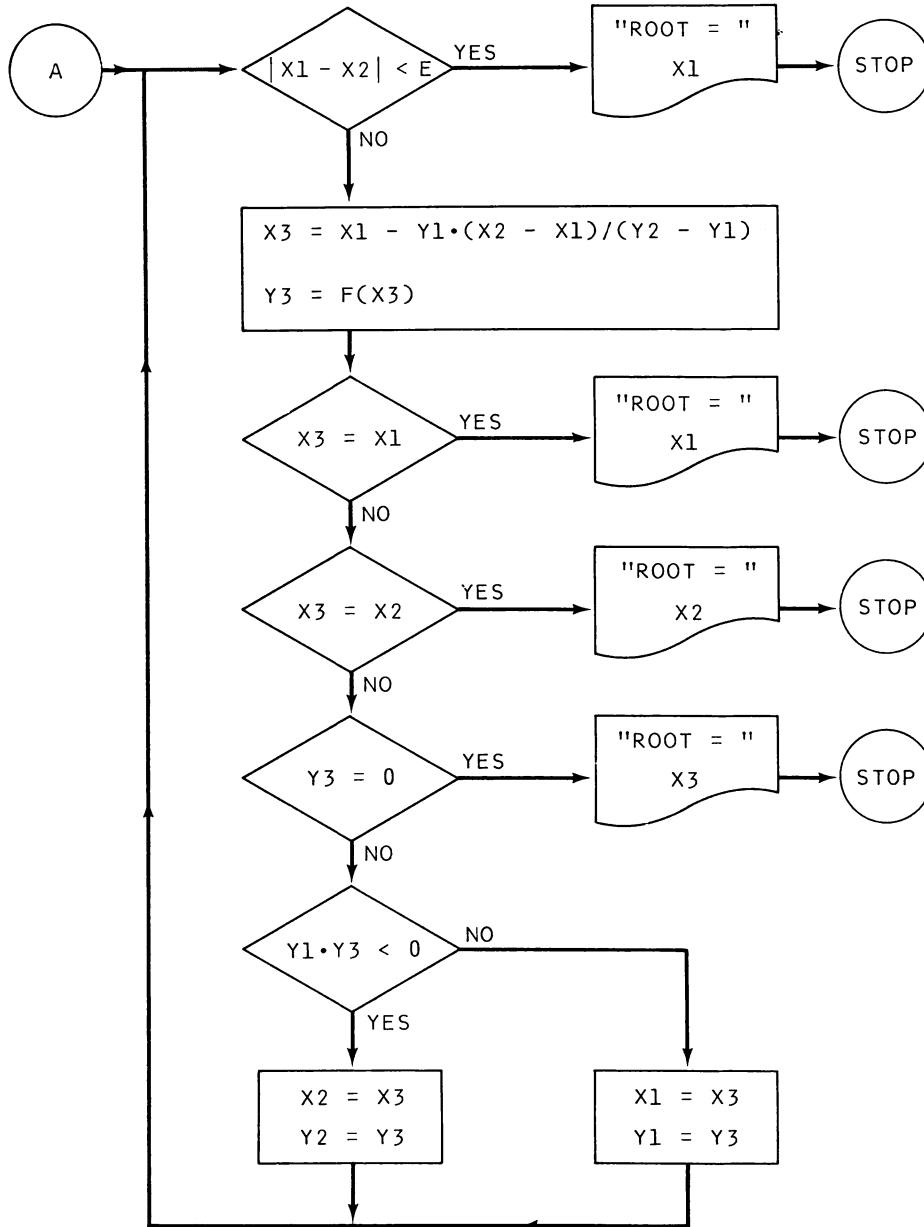 A
|X1 - X2| < E
YES
"ROOT = "
X1
STOP
NO
X3 = X1 - Y1•(X2 - X1)/(Y2 - Y1)
Y3 = F(X3)
X3 = X1
YES
"ROOT = "
X1
STOP
NO
X3 = X2
YES
"ROOT = "
X2
STOP
NO
Y3 = 0
YES
"ROOT = "
X3
STOP
NO
Y1•Y3 < 0
NO
YES
X2 = X3
Y2 = Y3
X1 = X3
Y1 = Y3